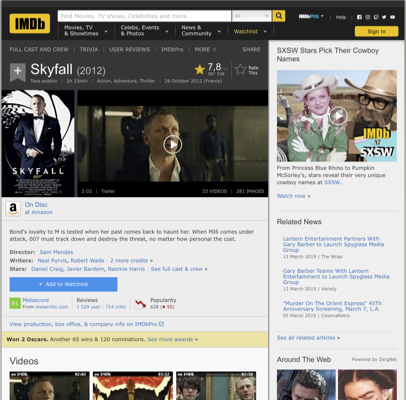 IMDb
Find Movies, TV shows, Celebrities and more...
All
IMDbPro
Help
Movies, TV
& Showtimes
Celebs, Events
& Photos
News &
Community
Watchlist
Sign in
FULL CAST AND CREW
TRIVIA
USER REVIEWS
IMDbPro
MORE
SHARE
Skyfall (2012)
7,8
Rate
This
Tous publics
2h 23min
Action, Adventure, Thriller
26 October 2012 (France)
SKYFALL
2:02
Trailer
23 VIDEOS
281 IMAGES
On Disc
at Amazon
Bond's loyalty to M is tested when her past comes back to haunt her. When MI6 comes under
attack, 007 must track down and destroy the threat, no matter how personal the cost.
Director: Sam Mendes
Writers: Neal Purvis, Robert Wade | 2 more credits »
Stars: Daniel Craig, Javier Bardem, Naomie Harris | See full cast & crew »
+ Add to Watchlist
81
Metascore
From metacritic.com
Reviews
1 529 user | 714 critic
Popularity
View production, box office, & company info on IMDbPro
Won 2 Oscars. Another 65 wins & 120 nominations. See more awards »
Videos
SXSW Stars Pick Their Cowboy
Names
IMDb
AT
SXSW
From Princess Blue Rhino to Pumpkin
McSorley's, stars reveal their very
unique cowboy names at SXSW.
Watch now »
Related News
Lantern Entertainment Partners With
Gary Barber to Launch Spyglass Media
Group
13 March 2019 | The Wrap
Gary Barber Teams With Lantern
Entertainment to Launch Spyglass
Media Group
13 March 2019 | Variety
"Murder On The Orient Express" 45Th
Anniversary Screening, March 7, L.A.
05 March 2019 | CinemaRetro
See all related articles »
Around The Web
Powered by ZergNet